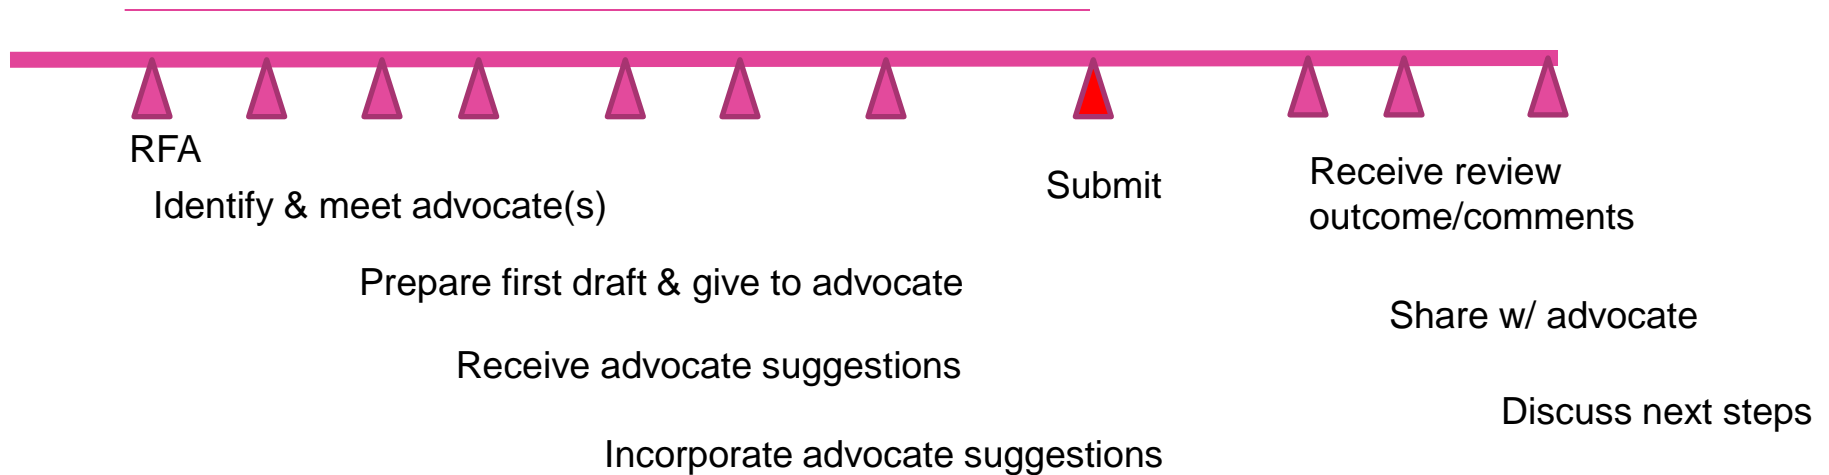 RFA
Identify & meet advocate(s)
Prepare first draft & give to advocate
Receive advocate suggestions
Incorporate advocate suggestions
Submit
Receive review
outcome/comments
Share w/ advocate
Discuss next steps